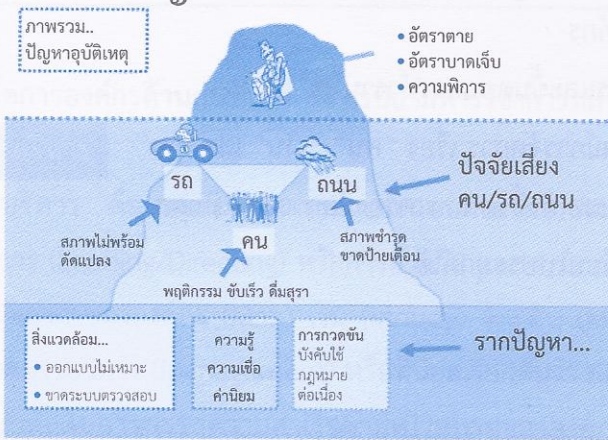 ภาพรวม..
ปัญหาอุบัติเหตุ
• อัตราตาย
• อัตราบาดเจ็บ
• ความพิการ
รถ
ถนน
คน
ปัจจัยเสี่ยง
คน/รถ/ถนน
สภาพไม่พร้อม
ดัดแปลง
สภาพชำรุด
ขาดป้ายเตือน
พฤติกรรม ขับเร็ว ดื่มสุรา
สิ่งแวดล้อม...
• ออกแบบไม่เหมาะ
• ขาดระบบตรวจสอบ
ความรู้
ความเชื่อ
ค่านิยม
การกวดขัน
บังคับใช้
กฎหมาย
ต่อเนื่อง
รากปัญหา...